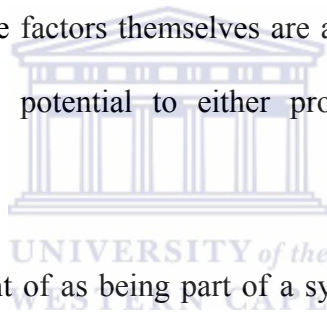 e factors themselves are a
potential to either pro
UNIVERSITY of the
nt of as being part of a sy
WESTERN CAPE